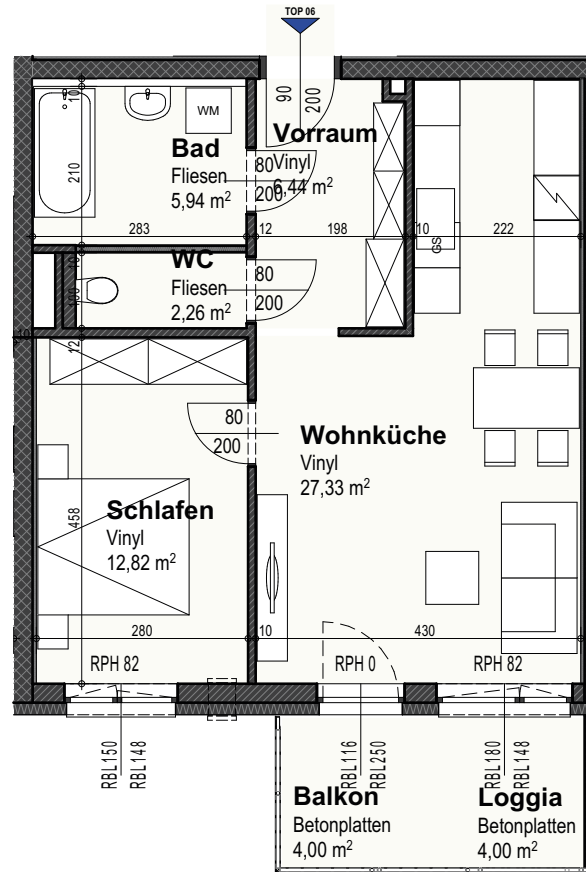 TOP 06
90
200
10
210
Bad
Fliesen
5,94 m²
WM
80
200
Vorraum
Vinyl
6,44 m²
283
12
198
10
222
GS
10
WC
Fliesen
2,26 m²
80
200
100
12
80
200
Wohnküche
Vinyl
27,33 m²
Schlafen
Vinyl
12,82 m²
458
280
10
430
RPH 82
RPH 0
RPH 82
RBL150
RBL148
RBL116
RBL250
RBL180
RBL148
Balkon
Betonplatten
4,00 m²
Loggia
Betonplatten
4,00 m²